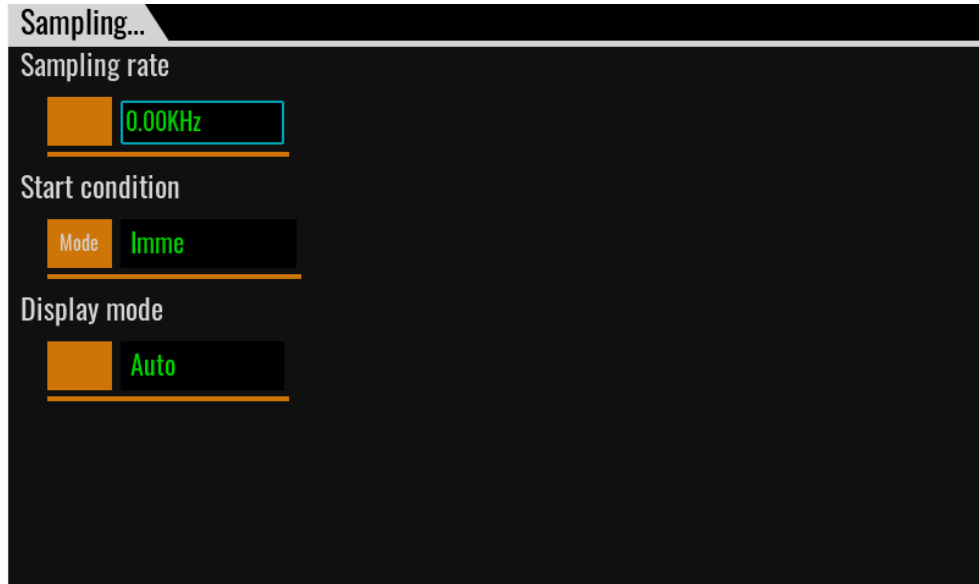 Sampling...
Sampling rate
0.00KHz
Start condition
Mode Imme
Display mode
Auto